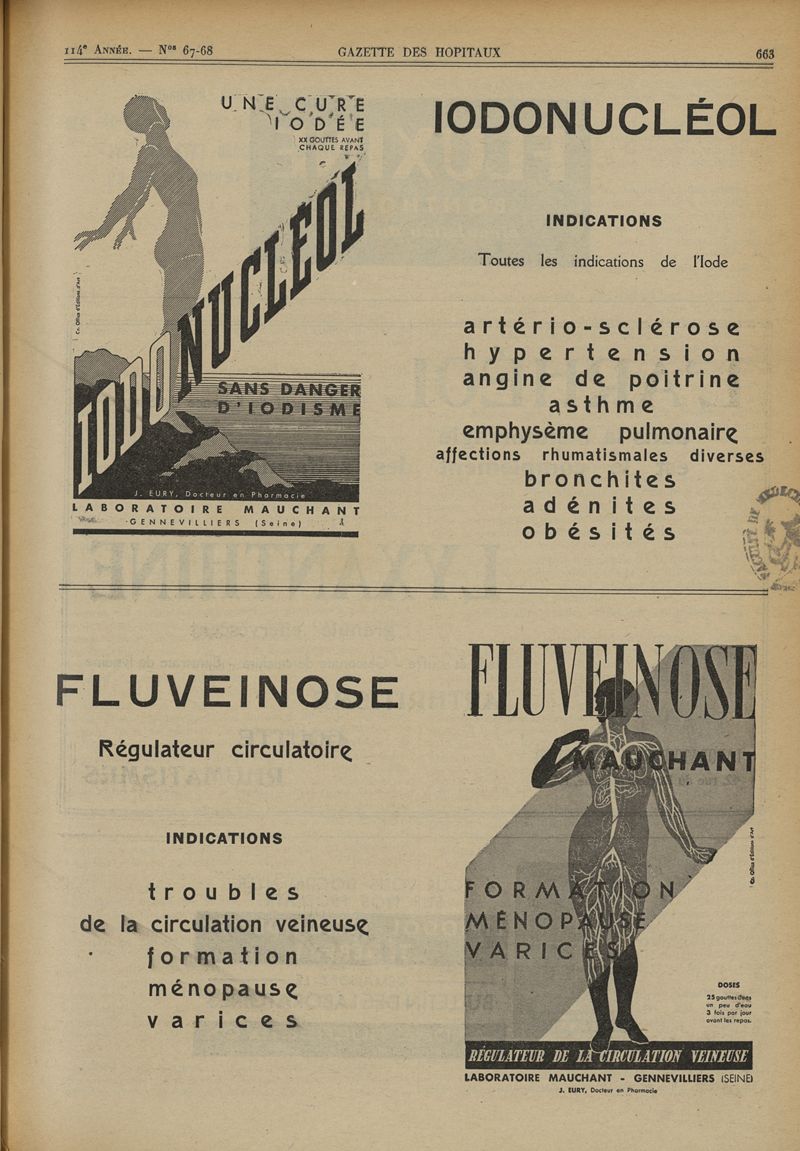 114e ANNÉE. — Nos 67-68
GAZETTE DES HOPITAUX
663
UNE CURE
IODÉE
XX GOUTTES AVANT
CHAQUE REPAS
IODONUCLÉOL
SANS DANGER
D'IODISME
J. EURY, Docteur en Pharmacie
LABORATOIRE MAUCHANT
GENNEVILLIERS (Seine)
IODONUCLÉOL
INDICATIONS
Toutes les indications de l'Iode
artério-sclérose
hypertension
angine de poitrine
asthme
emphysème pulmonaire
affections rhumatismales diverses
bronchites
adénites
obésités
FLUVEINOSE
Régulateur circulatoire
INDICATIONS
troubles
de la circulation veineuse
formation
ménopause
varices
FLUVEINOSE
MAUCHANT
FORMATION
MÉNOPAUSE
VARICES
DOSES
25 gouttes dans
un peu d'eau
3 fois par jour
avant les repas.
RÉGULATEUR DE LA CIRCULATION VEINEUSE
LABORATOIRE MAUCHANT - GENNEVILLIERS (SEINE)
J. EURY, Docteur en Pharmacie